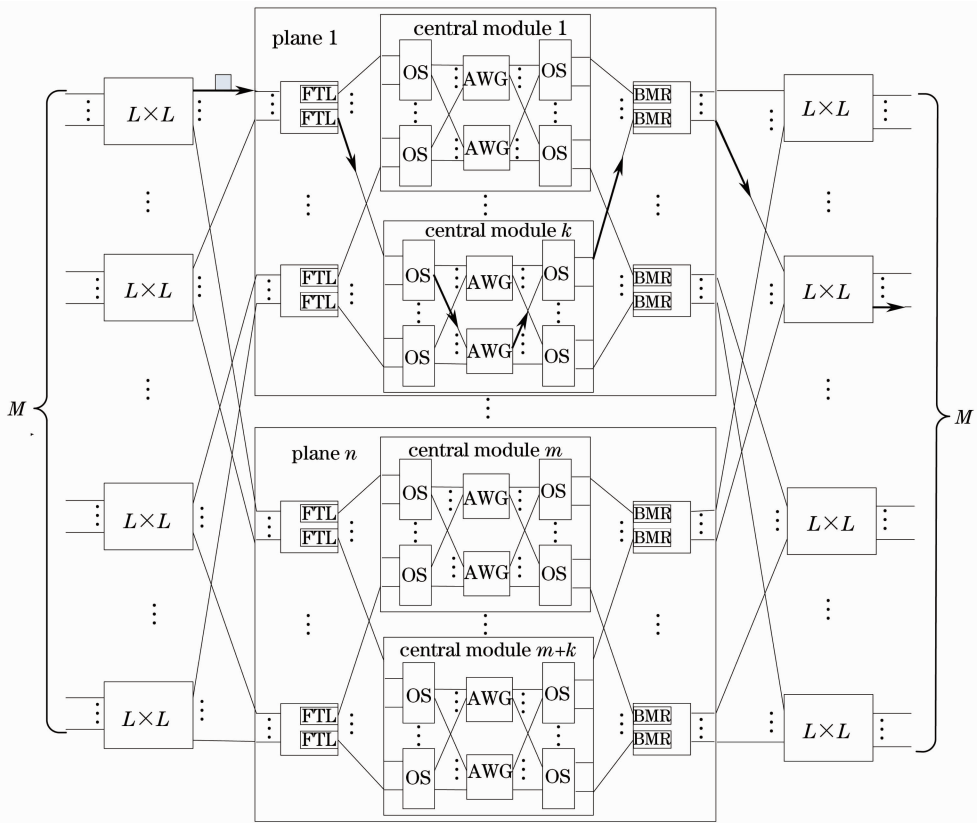 plane 1
central module 1
L×L
FTL
FTL
OS
AWG
OS
OS
AWG
OS
BMR
BMR
L×L
central module k
L×L
FTL
FTL
OS
AWG
OS
OS
AWG
OS
BMR
BMR
L×L
M
M
plane n
central module m
L×L
FTL
FTL
OS
AWG
OS
OS
AWG
OS
BMR
BMR
L×L
central module m+k
L×L
FTL
FTL
OS
AWG
OS
OS
AWG
OS
BMR
BMR
L×L